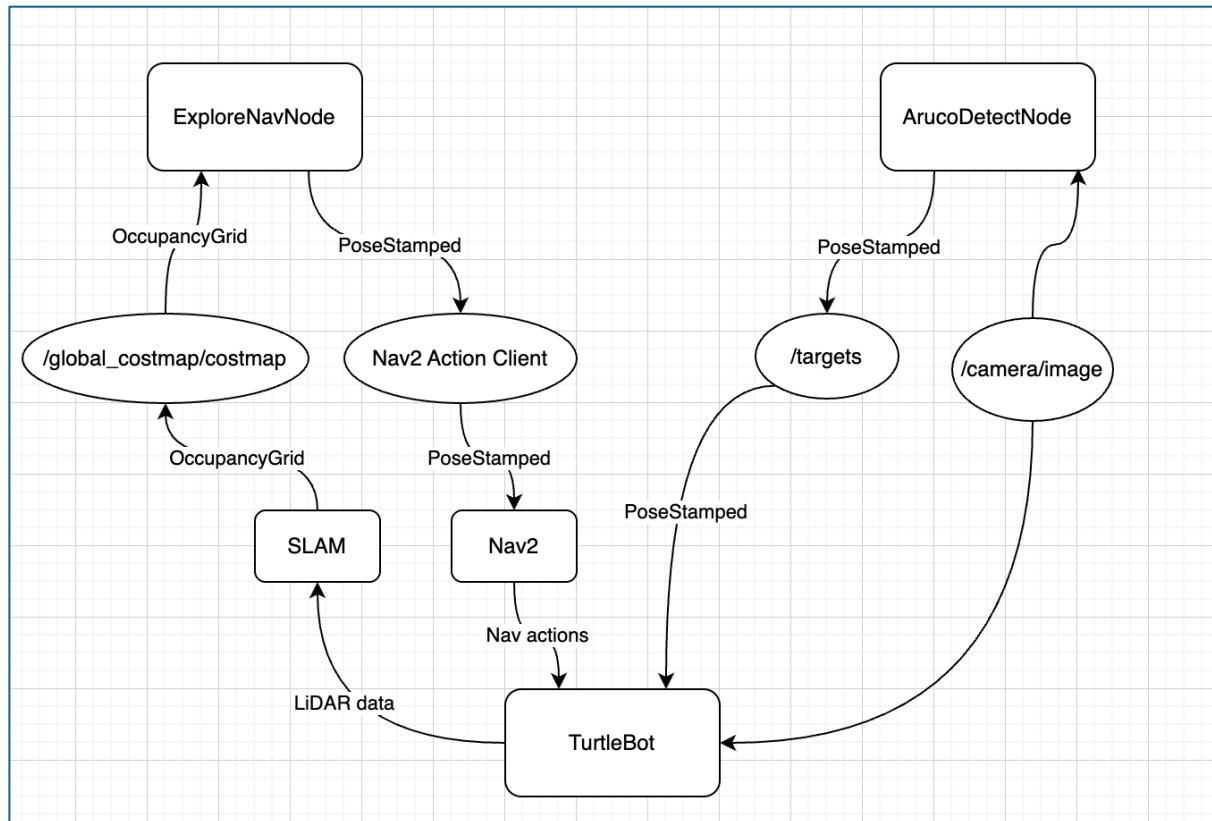 ExploreNavNode
ArucoDetectNode
OccupancyGrid
PoseStamped
PoseStamped
/global_costmap/costmap
Nav2 Action Client
/targets
/camera/image
OccupancyGrid
PoseStamped
PoseStamped
SLAM
Nav2
Nav actions
LiDAR data
TurtleBot